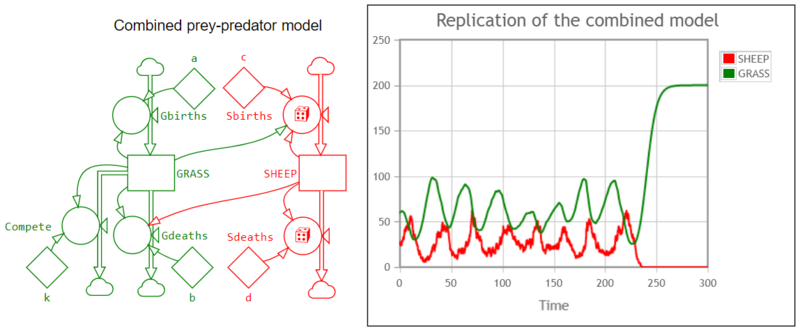 Combined prey-predator model
a
c
Gbirths
Sbirths
GRASS
SHEEP
Compete
Gdeaths
Sdeaths
k
b
d
Replication of the combined model
250
SHEEP
GRASS
200
150
100
50
0
0 50 100 150 200 250 300
Time